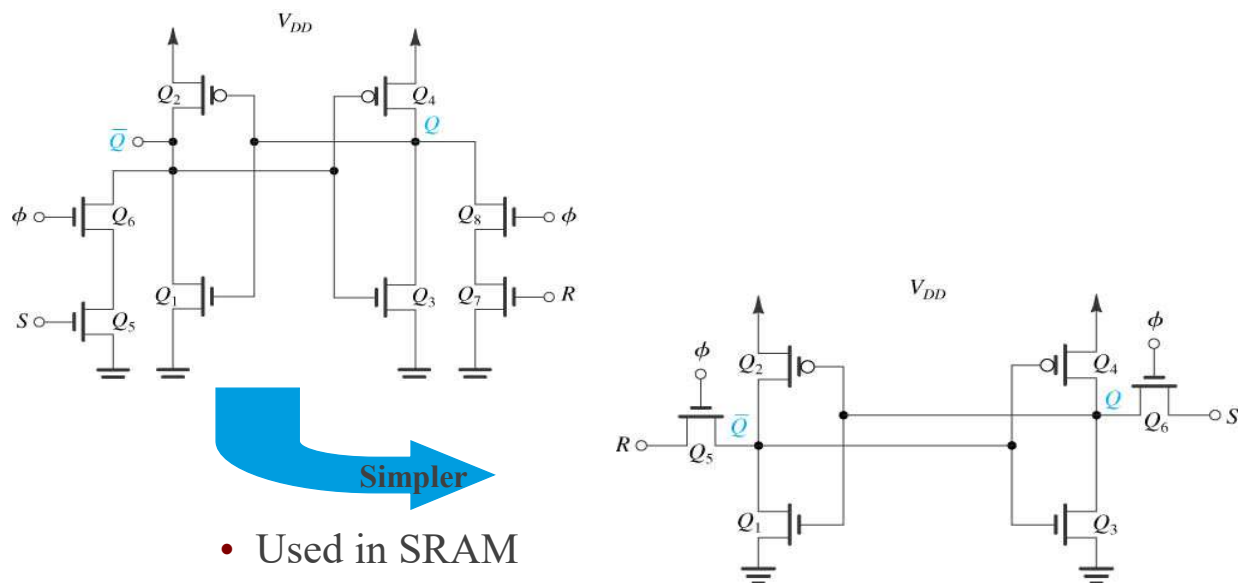 V_DD
Q_2
Q_4
Q̅
Q
ϕ
Q_6
Q_8
ϕ
Q_1
Q_3
Q_7
R
S
Q_5
V_DD
ϕ
Q_2
Q_4
ϕ
Q̅
Q
Q_6
S
R
Q_5
Simpler
Q_1
Q_3
• Used in SRAM